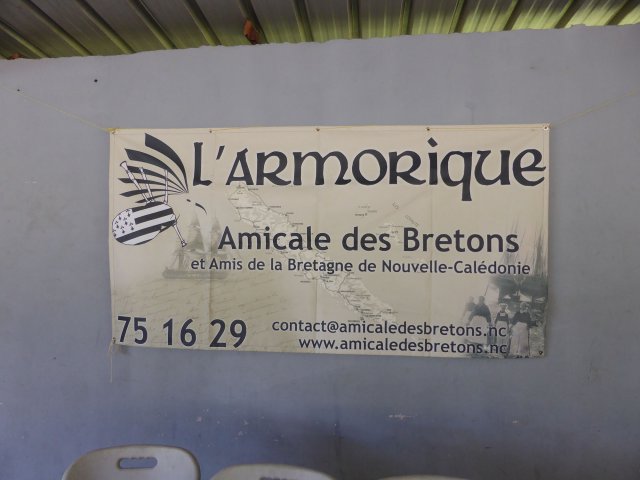 L'ARMORIQUE
Amicale des Bretons
et Amis de la Bretagne de Nouvelle-Calédonie
75 16 29
contact@amicaledesbretons.nc
www.amicaledesbretons.nc